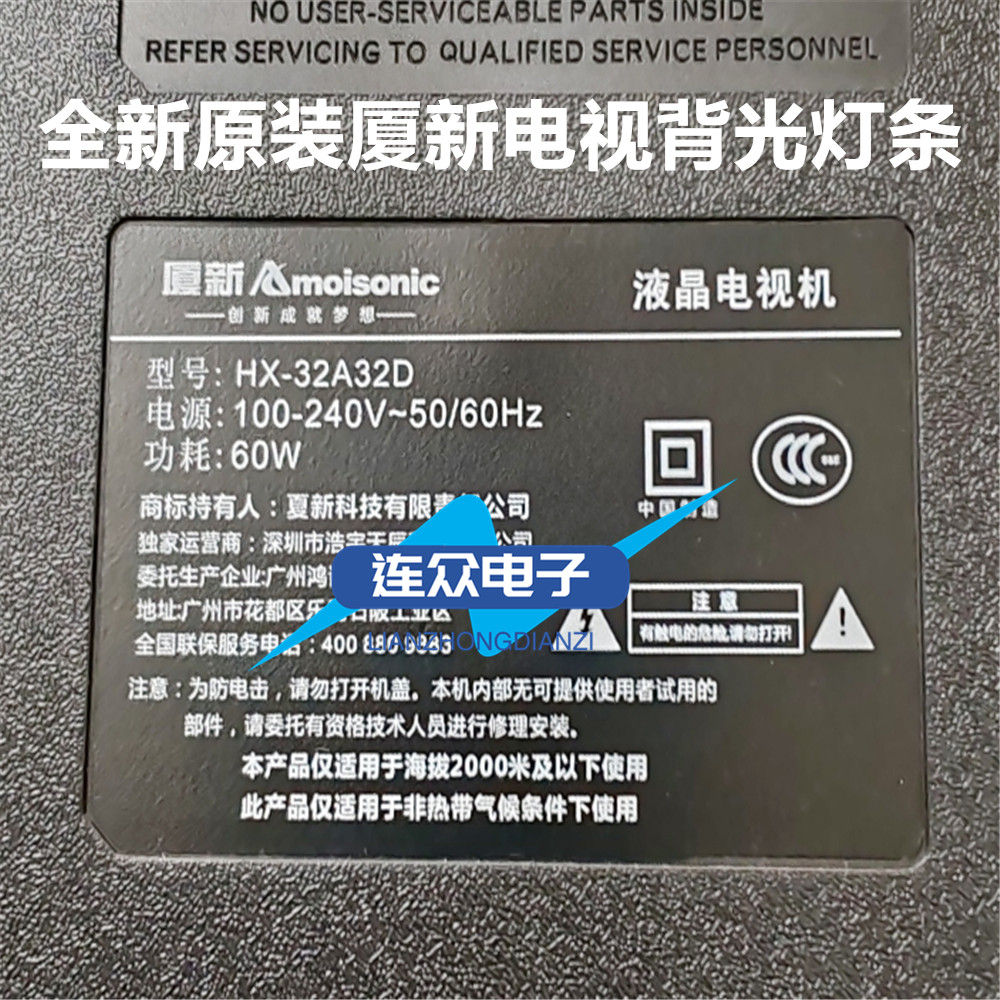 NO USER-SERVICEABLE PARTS INSIDE
REFER SERVICING TO QUALIFIED SERVICE PERSONNEL
全新原装厦新电视背光灯条
厦新 Amoisonic
创新成就梦想
液晶电视机
型号: HX-32A32D
电源: 100-240V~50/60Hz
功耗: 60W
CCC
中国制造
商标持有人：夏新科技有限责任公司
独家运营商：深圳市浩宇天 公司
委托生产企业:广州鸿
连众电子
地址:广州市花都区乐 工业区
LIANZHONGDIANZI
全国联保服务电话：400
注意
有触电的危险,请勿打开!
注意：为防电击，请勿打开机盖。本机内部无可提供使用者试用的
部件，请委托有资格技术人员进行修理安装。
本产品仅适用于海拔2000米及以下使用
此产品仅适用于非热带气候条件下使用